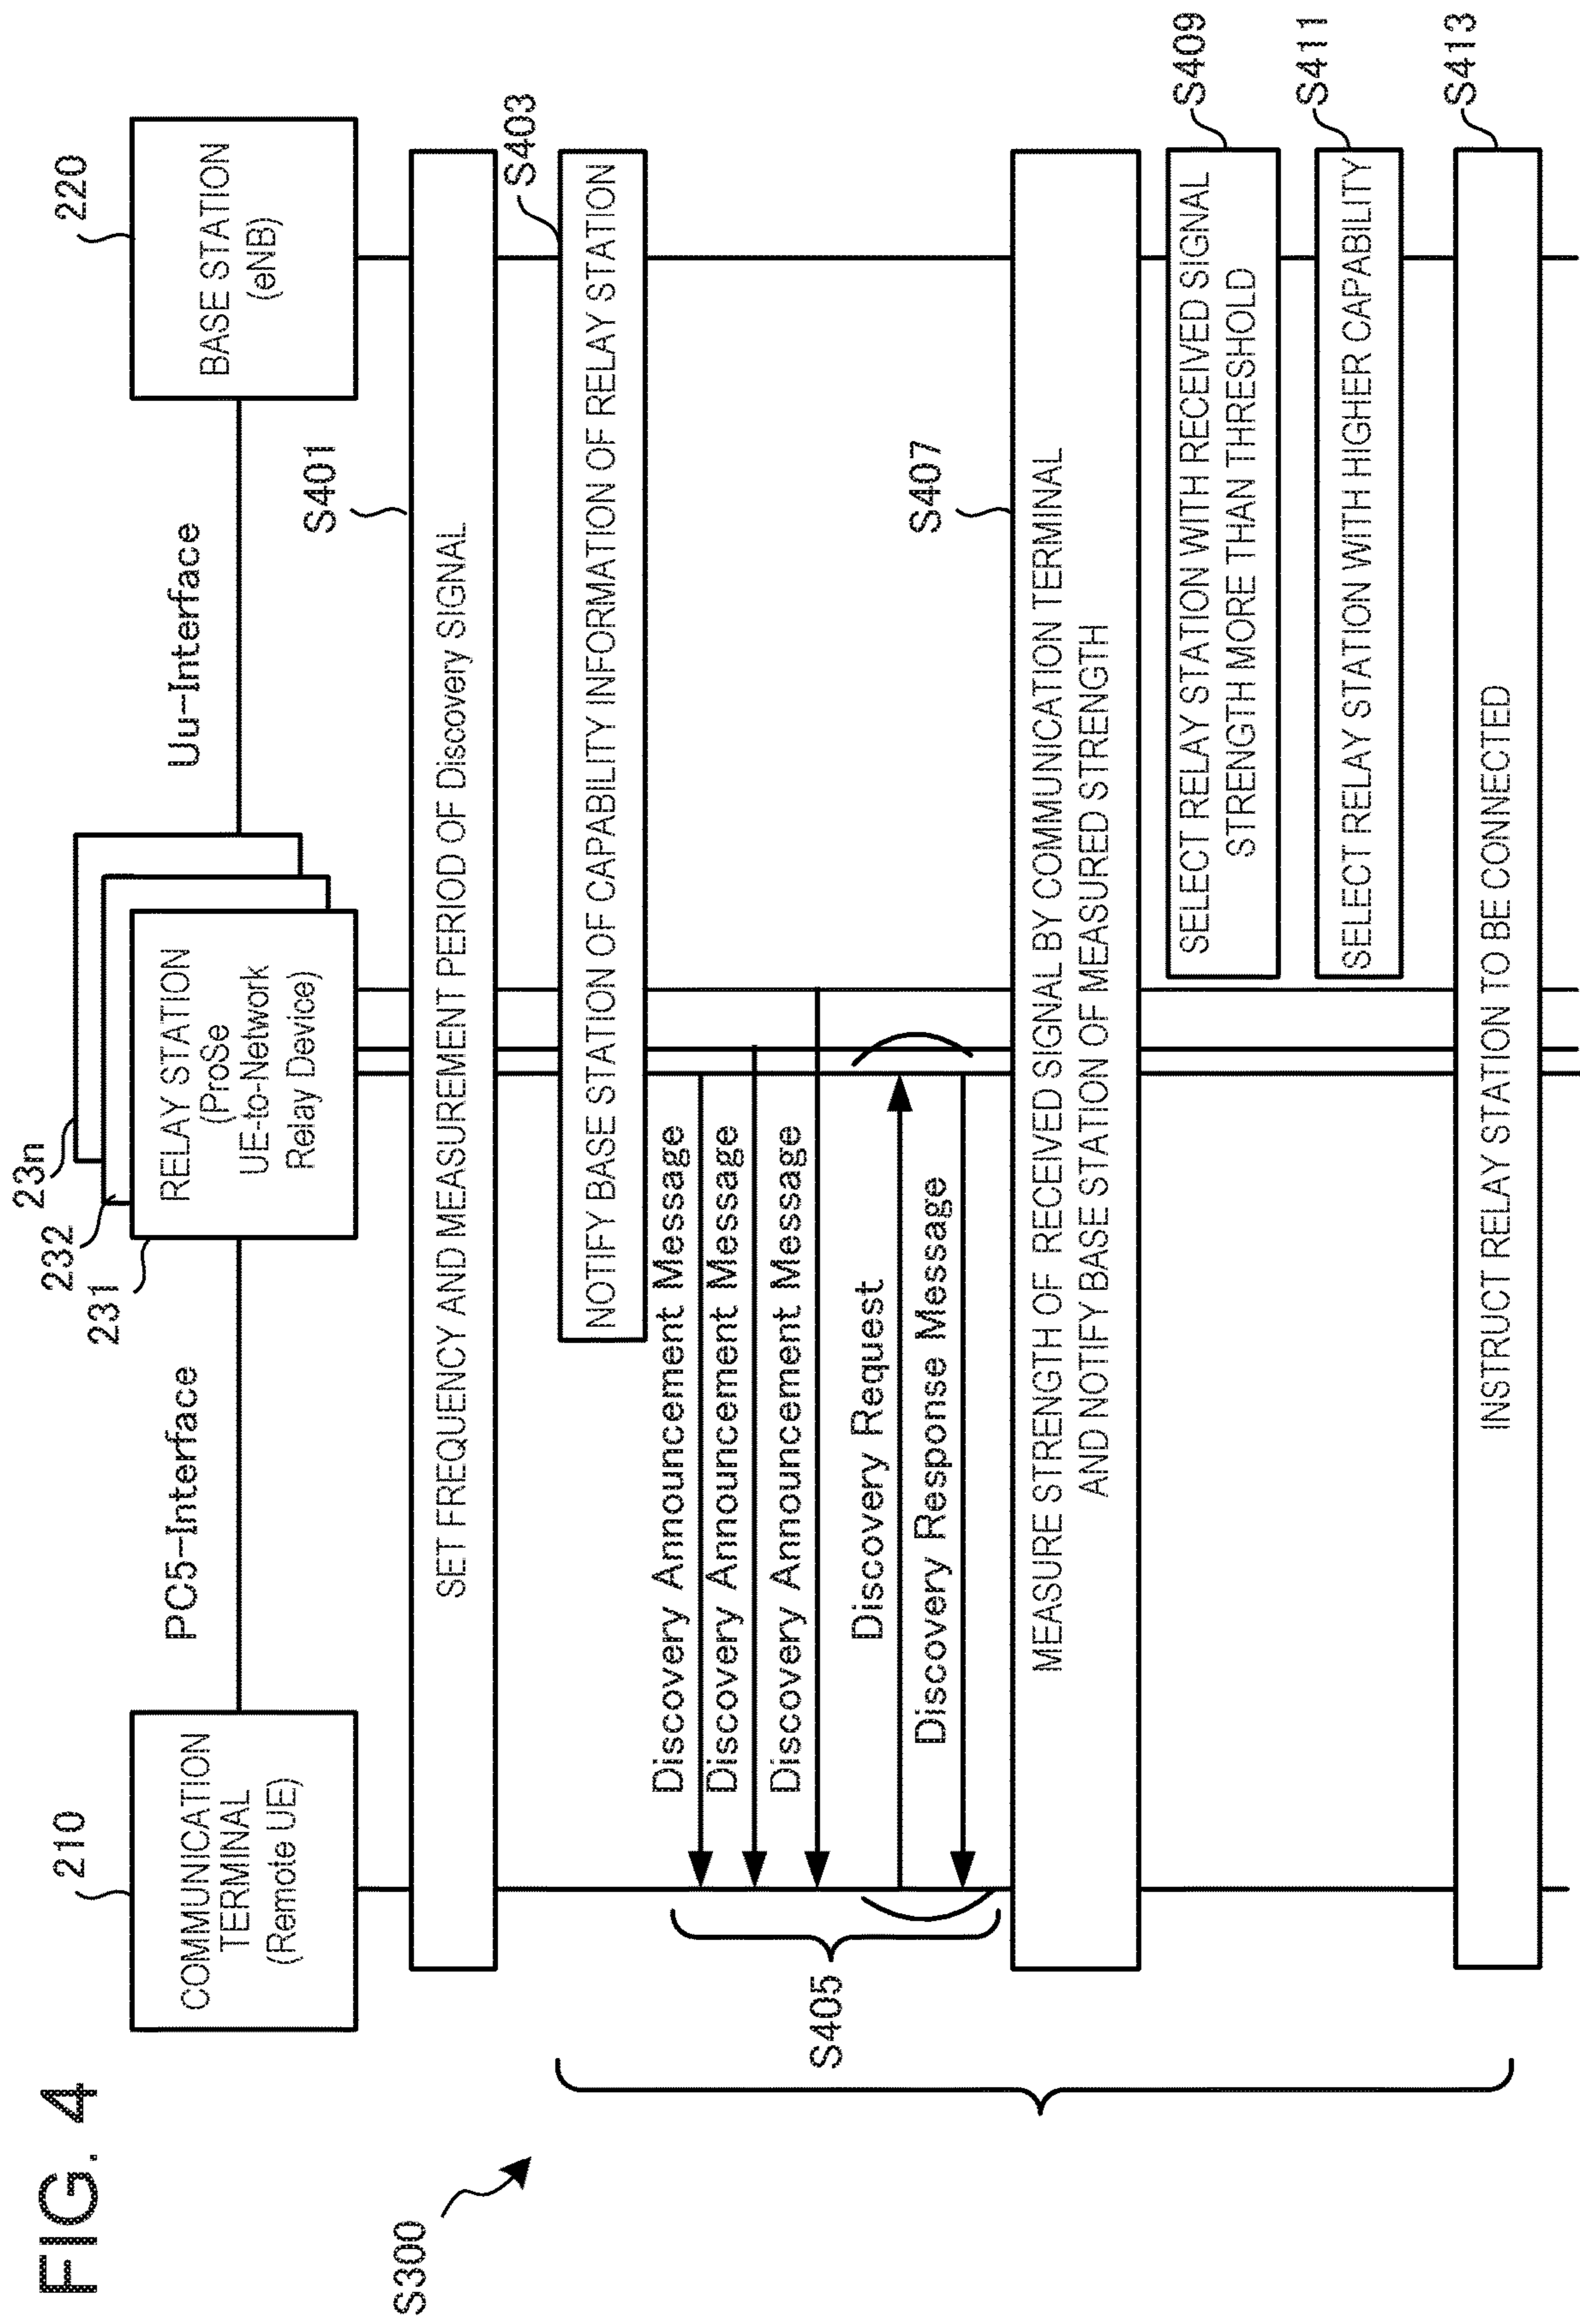 FIG. 4
S300
210
COMMUNICATION
TERMINAL
(Remote UE)
PC5-Interface
231
232
23n
RELAY STATION
(ProSe
UE-to-Network
Relay Device)
Uu-Interface
220
BASE STATION
(eNB)
S401
SET FREQUENCY AND MEASUREMENT PERIOD OF Discovery SIGNAL
S403
NOTIFY BASE STATION OF CAPABILITY INFORMATION OF RELAY STATION
S405
Discovery Announcement Message
Discovery Announcement Message
Discovery Announcement Message
Discovery Request
Discovery Response Message
S407
MEASURE STRENGTH OF RECEIVED SIGNAL BY COMMUNICATION TERMINAL
AND NOTIFY BASE STATION OF MEASURED STRENGTH
S409
SELECT RELAY STATION WITH RECEIVED SIGNAL
STRENGTH MORE THAN THRESHOLD
S411
SELECT RELAY STATION WITH HIGHER CAPABILITY
S413
INSTRUCT RELAY STATION TO BE CONNECTED